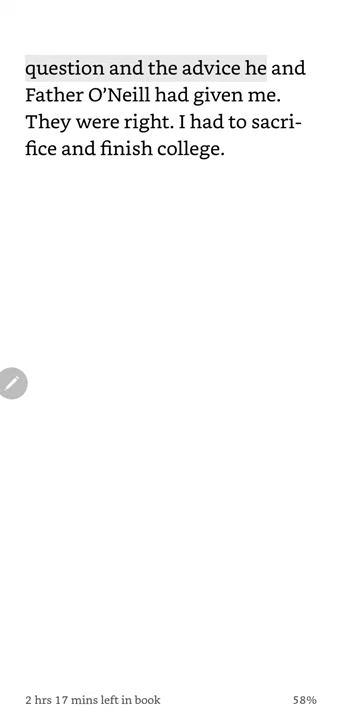 question and the advice he and
Father O’Neill had given me.
They were right. I had to sacri-
fice and finish college.
2 hrs 17 mins left in book
58%